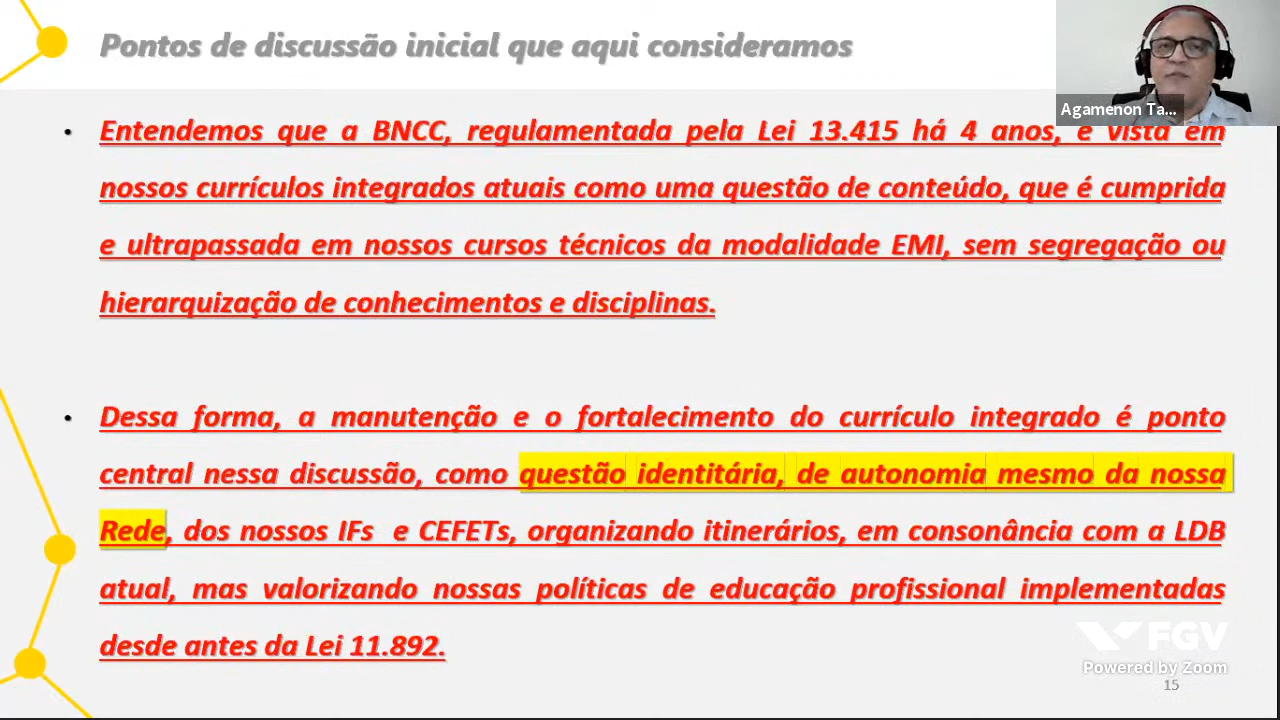 Pontos de discussão inicial que aqui consideramos
Agamenon Ta...
• Entendemos que a BNCC, regulamentada pela Lei 13.415 há 4 anos, é vista em
nossos currículos integrados atuais como uma questão de conteúdo, que é cumprida
e ultrapassada em nossos cursos técnicos da modalidade EMI, sem segregação ou
hierarquização de conhecimentos e disciplinas.
• Dessa forma, a manutenção e o fortalecimento do currículo integrado é ponto
central nessa discussão, como questão identitária, de autonomia mesmo da nossa
Rede, dos nossos IFs e CEFETs, organizando itinerários, em consonância com a LDB
atual, mas valorizando nossas políticas de educação profissional implementadas
desde antes da Lei 11.892.
FGV
Powered by Zoom
15